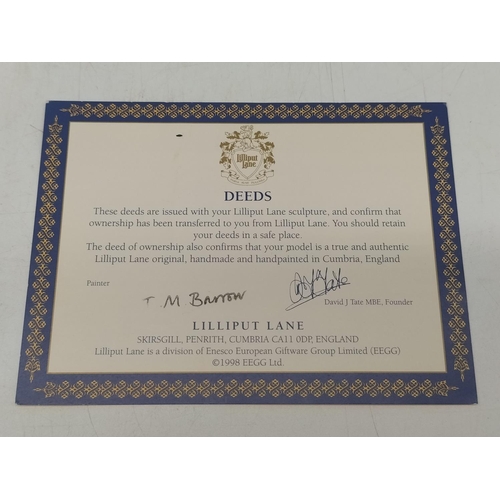 Lilliput
Lane
DEEDS
These deeds are issued with your Lilliput Lane sculpture, and confirm that
ownership has been transferred to you from Lilliput Lane. You should retain
your deeds in a safe place.
The deed of ownership also confirms that your model is a true and authentic
Lilliput Lane original, handmade and handpainted in Cumbria, England
Painter
T M. Barrow
David J Tate MBE, Founder
LILLIPUT LANE
SKIRSGILL, PENRITH, CUMBRIA CA11 0DP, ENGLAND
Lilliput Lane is a division of Enesco European Giftware Group Limited (EEGG)
©1998 EEGG Ltd.